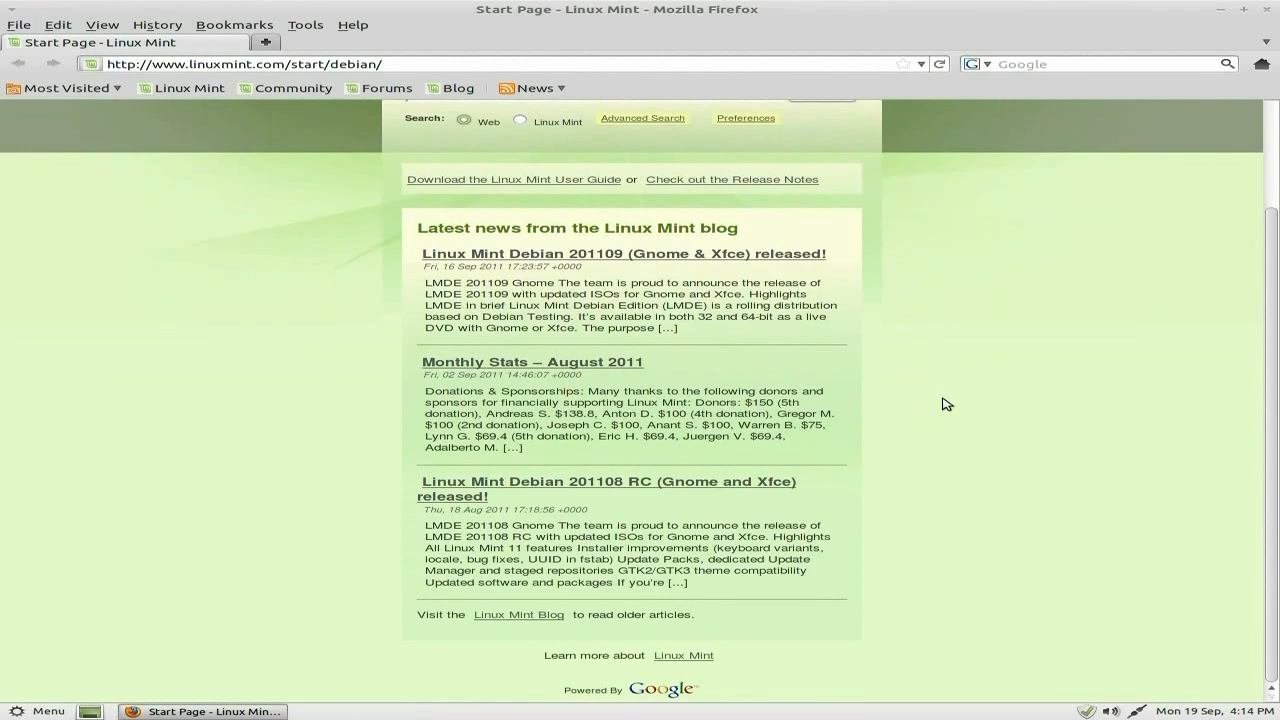 Start Page - Linux Mint - Mozilla Firefox
File Edit View History Bookmarks Tools Help
Start Page - Linux Mint
http://www.linuxmint.com/start/debian/
Google
Most Visited Linux Mint Community Forums Blog News
Search: Web Linux Mint Advanced Search Preferences
Download the Linux Mint User Guide or Check out the Release Notes
Latest news from the Linux Mint blog
Linux Mint Debian 201109 (Gnome & Xfce) released!
Fri, 16 Sep 2011 17:23:57 +0000
LMDE 201109 Gnome The team is proud to announce the release of
LMDE 201109 with updated ISOs for Gnome and Xfce. Highlights
LMDE in brief Linux Mint Debian Edition (LMDE) is a rolling distribution
based on Debian Testing. It's available in both 32 and 64-bit as a live
DVD with Gnome or Xfce. The purpose [...]
Monthly Stats – August 2011
Fri, 02 Sep 2011 14:46:07 +0000
Donations & Sponsorships: Many thanks to the following donors and
sponsors for financially supporting Linux Mint: Donors: $150 (5th
donation), Andreas S. $138.8, Anton D. $100 (4th donation), Gregor M.
$100 (2nd donation), Joseph C. $100, Anant S. $100, Warren B. $75,
Lynn G. $69.4 (5th donation), Eric H. $69.4, Juergen V. $69.4,
Adalberto M. [...]
Linux Mint Debian 201108 RC (Gnome and Xfce)
released!
Thu, 18 Aug 2011 17:18:56 +0000
LMDE 201108 Gnome The team is proud to announce the release of
LMDE 201108 RC with updated ISOs for Gnome and Xfce. Highlights
All Linux Mint 11 features Installer improvements (keyboard variants,
locale, bug fixes, UUID in fstab) Update Packs, dedicated Update
Manager and staged repositories GTK2/GTK3 theme compatibility
Updated software and packages If you're [...]
Visit the Linux Mint Blog to read older articles.
Learn more about Linux Mint
Powered By Google™
Menu Start Page - Linux Min... Mon 19 Sep, 4:14 PM